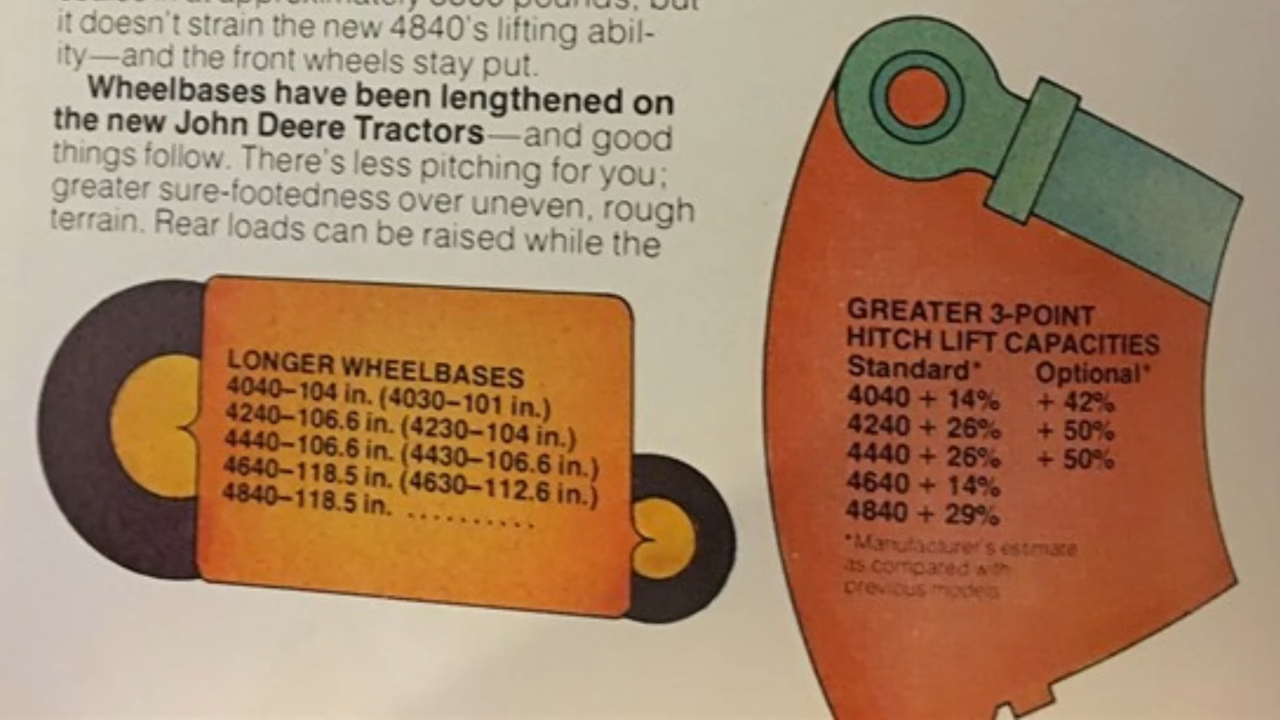 at approximately pounds, but
it doesn't strain the new 4840's lifting abil-
ity—and the front wheels stay put.
Wheelbases have been lengthened on
the new John Deere Tractors—and good
things follow. There's less pitching for you;
greater sure-footedness over uneven, rough
terrain. Rear loads can be raised while the
LONGER WHEELBASES
4040–104 in. (4030–101 in.)
4240–106.6 in. (4230–104 in.)
4440–106.6 in. (4430–106.6 in.)
4640–118.5 in. (4630–112.6 in.)
4840–118.5 in. ..........
GREATER 3-POINT
HITCH LIFT CAPACITIES
Standard* Optional*
4040 + 14% + 42%
4240 + 26% + 50%
4440 + 26% + 50%
4640 + 14%
4840 + 29%
*Manufacturer's estimate
as compared with
previous models